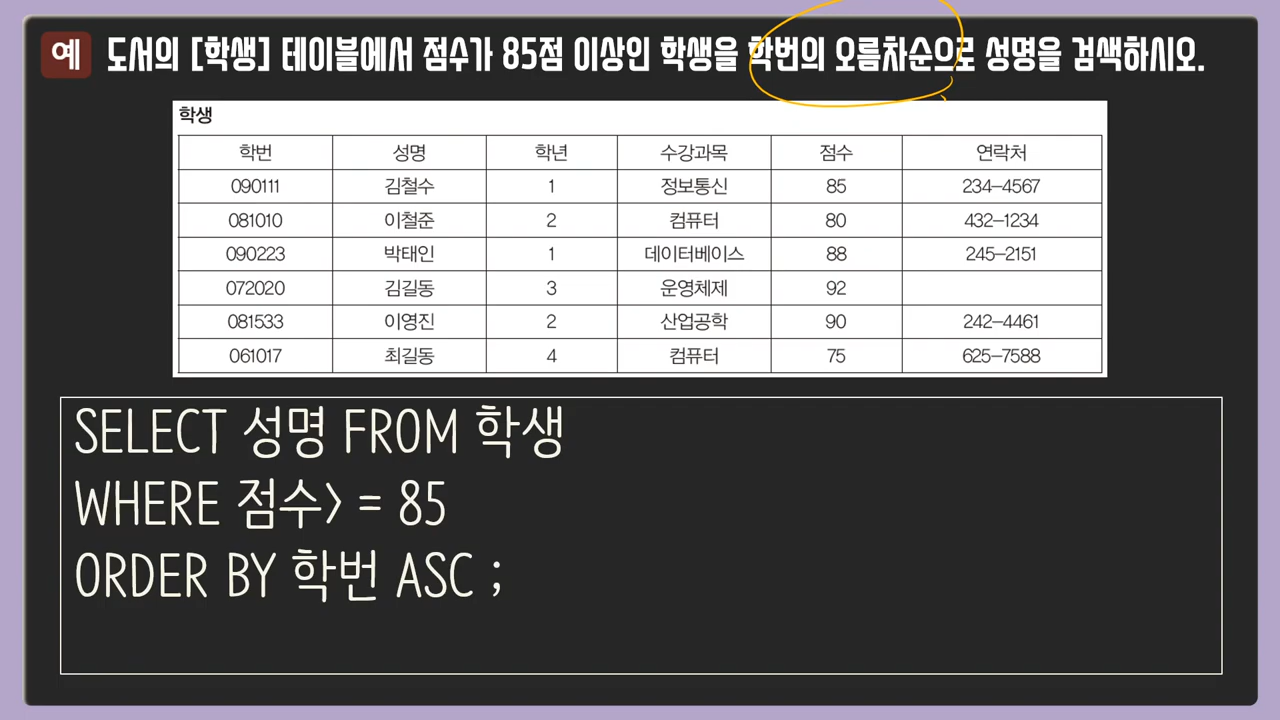 예 도서의 [학생] 테이블에서 점수가 85점 이상인 학생을 학번의 오름차순으로 성명을 검색하시오.
학생
학번 성명 학년 수강과목 점수 연락처
090111 김철수 1 정보통신 85 234-4567
081010 이철준 2 컴퓨터 80 432-1234
090223 박태인 1 데이터베이스 88 245-2151
072020 김길동 3 운영체제 92
081533 이영진 2 산업공학 90 242-4461
061017 최길동 4 컴퓨터 75 625-7588
SELECT 성명 FROM 학생
WHERE 점수> = 85
ORDER BY 학번 ASC ;